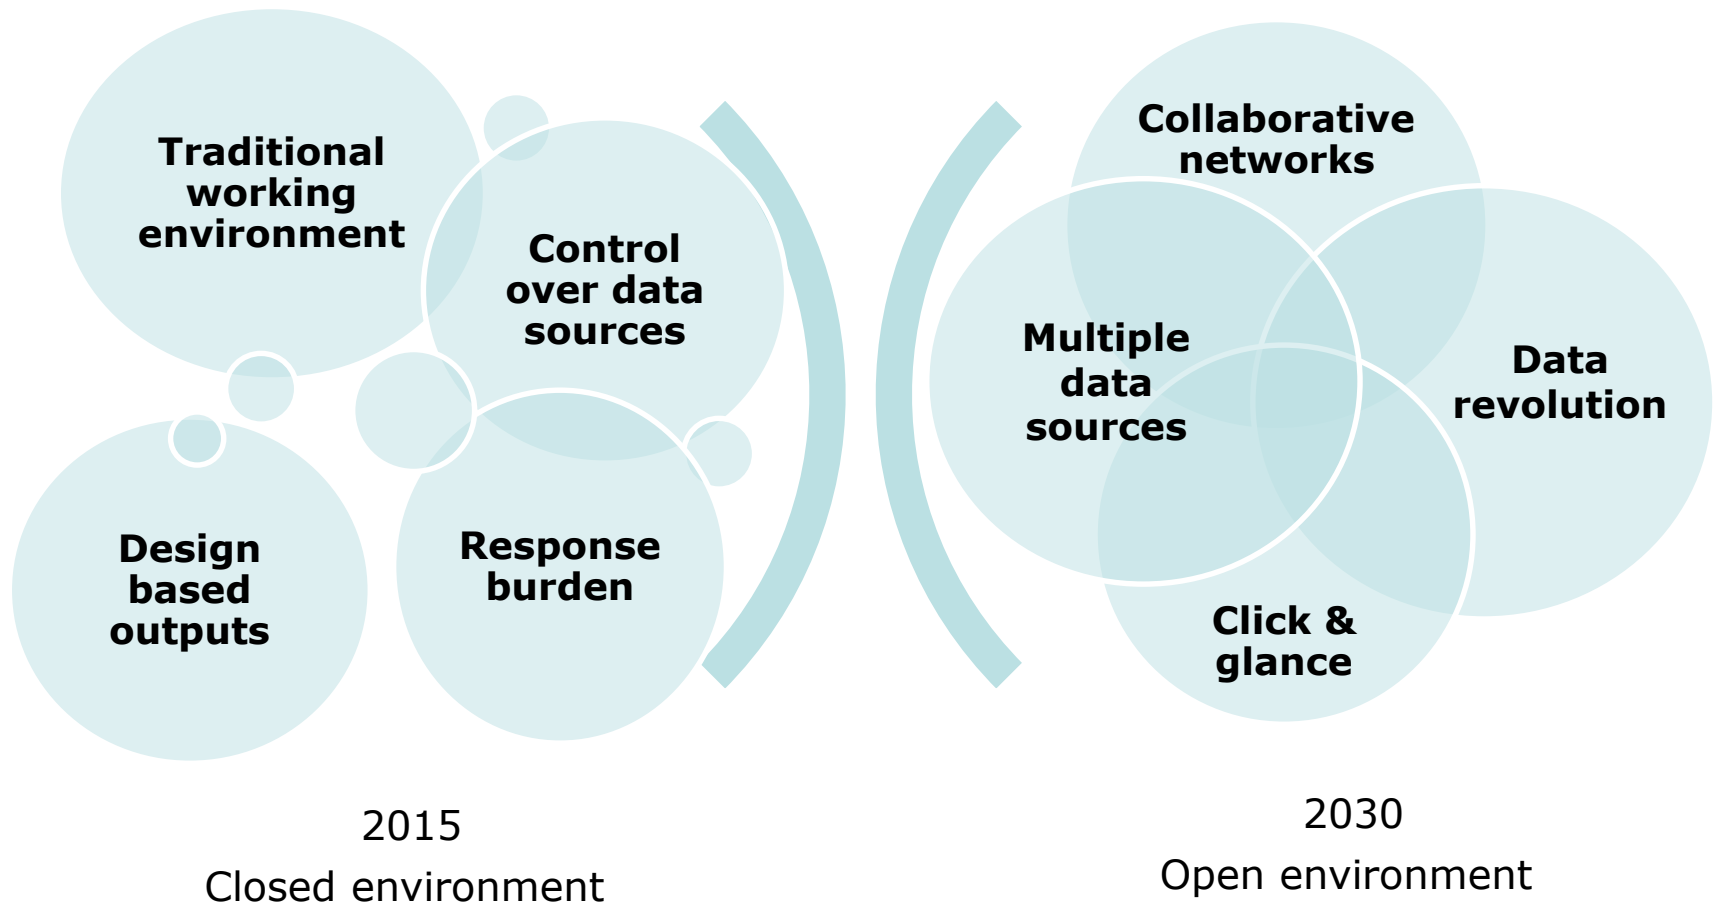 Traditional
working
environment
Control
over data
sources
Design
based
outputs
Response
burden
2015
Closed environment
Collaborative
networks
Multiple
data
sources
Data
revolution
Click &
glance
2030
Open environment